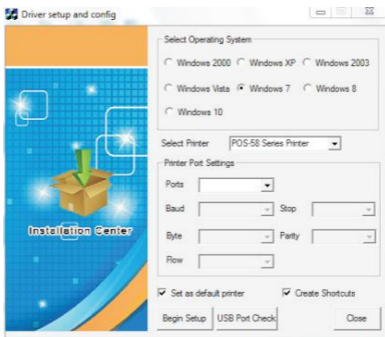 Driver setup and config
Select Operating System
Windows 2000 Windows XP Windows 2003
Windows Vista Windows 7 Windows 8
Windows 10
Select Printer POS-58 Series Printer
Printer Port Settings
Ports
Baud Stop
Byte Parity
Flow
Set as default printer Create Shortcuts
Begin Setup USB Port Check Close
Installation Center